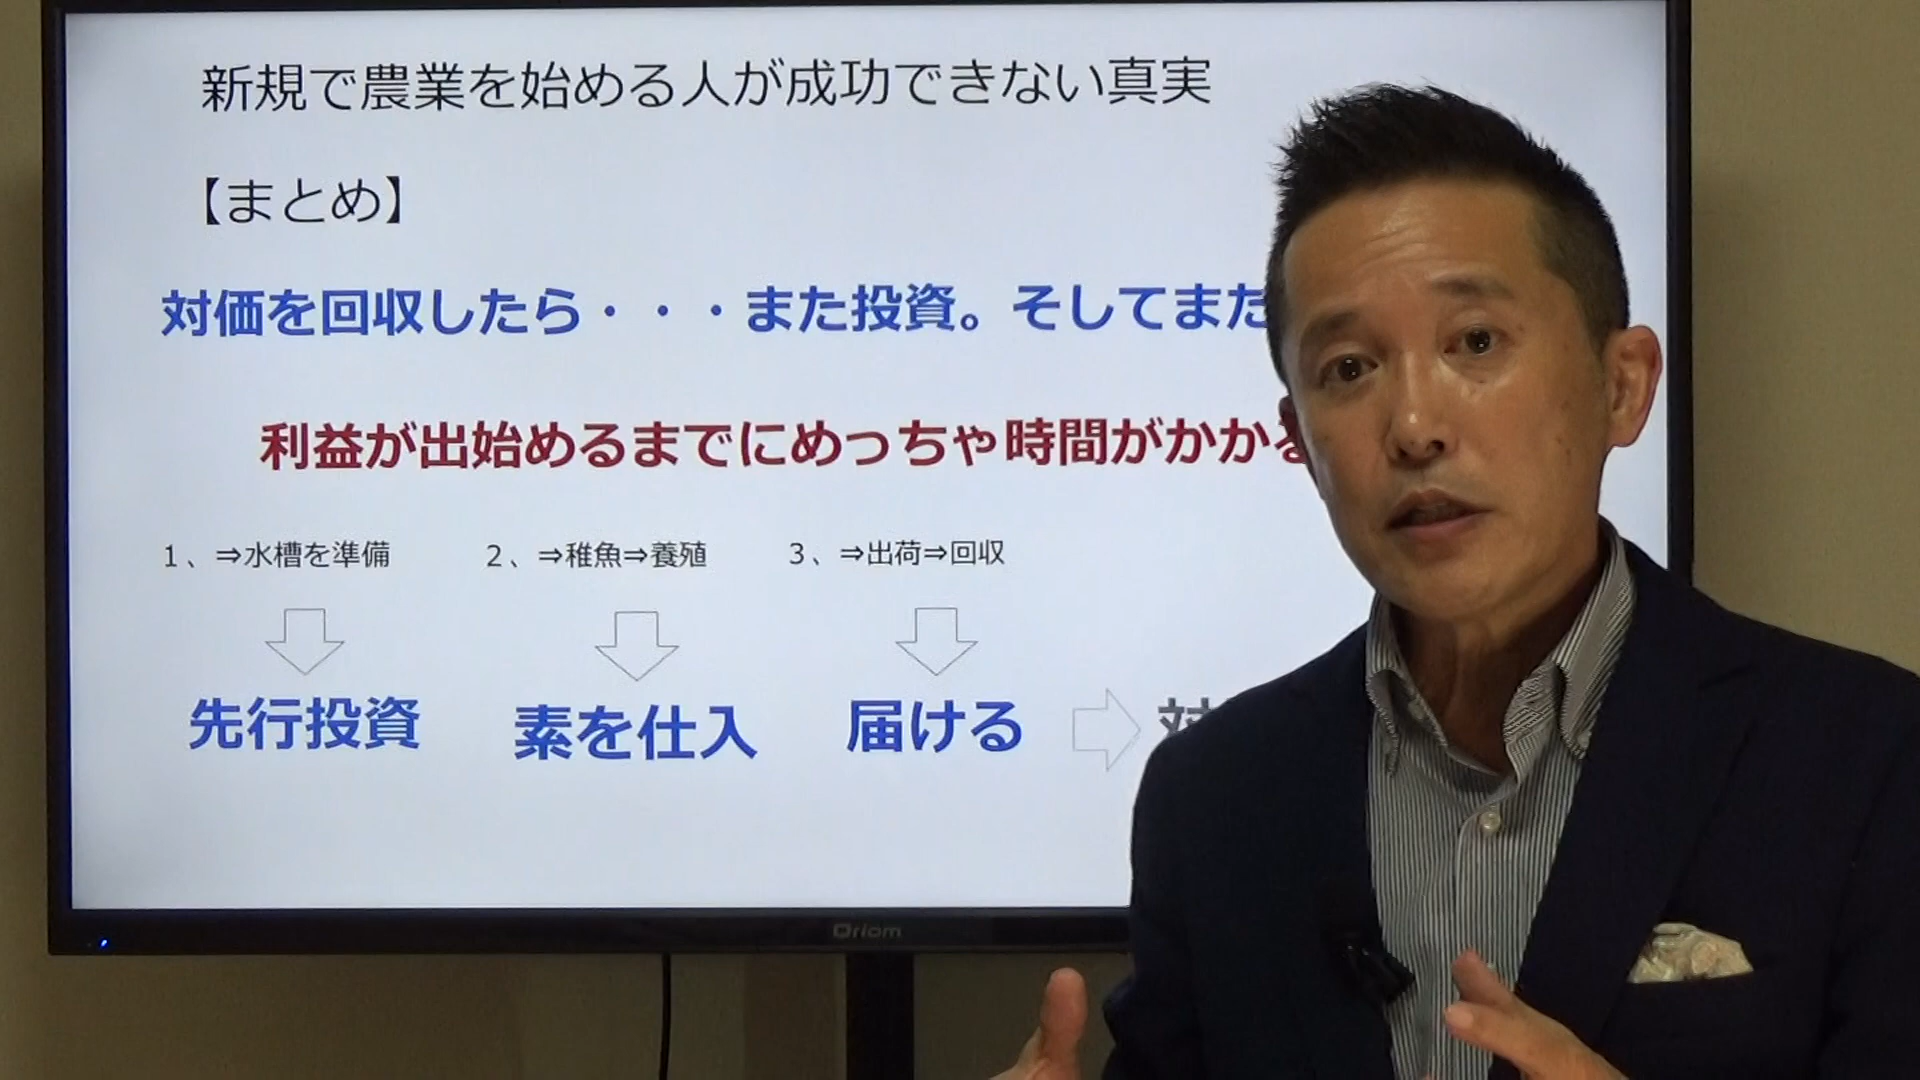 新規で農業を始める人が成功できない真実
【まとめ】
対価を回収したら・・・また投資。そしてまた
利益が出始めるまでにめっちゃ時間がかかる
1、⇒水槽を準備 2、⇒稚魚⇒養殖 3、⇒出荷⇒回収
先行投資 素を仕入 届ける 対
Oriom